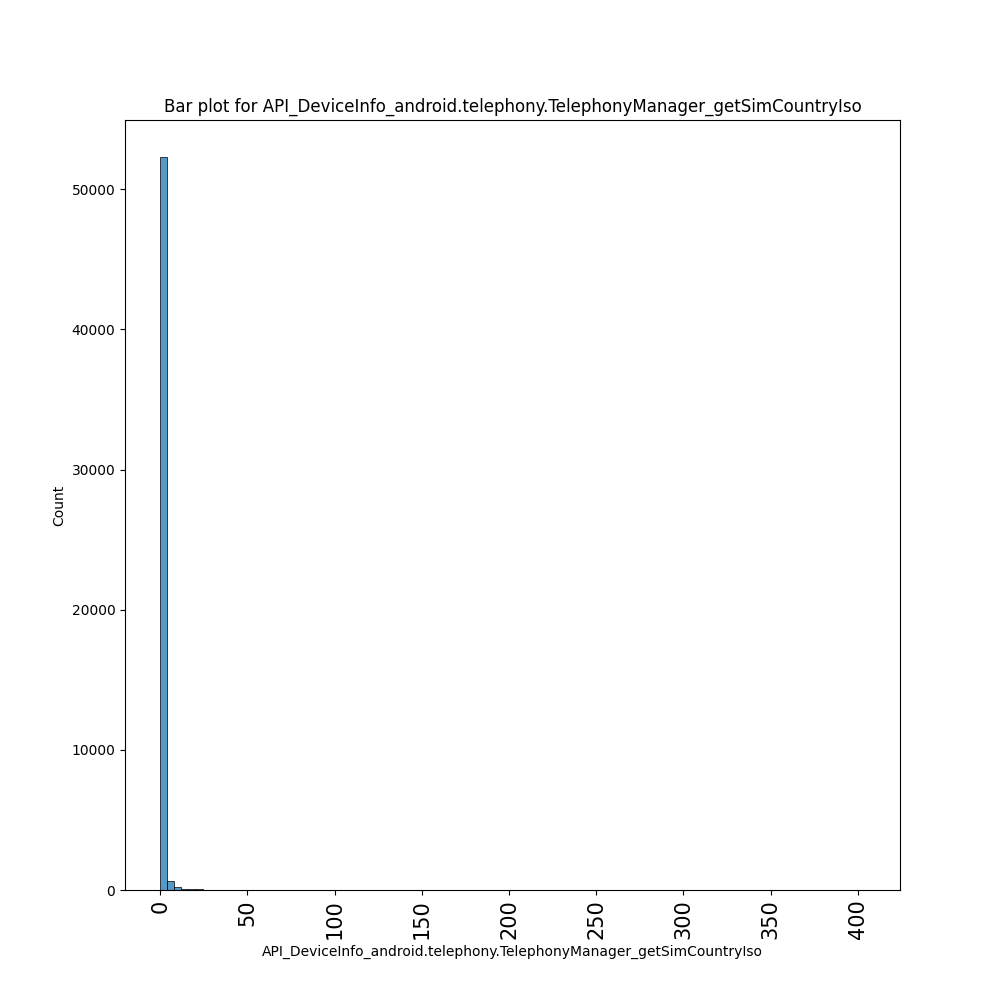 Bar plot for API_DeviceInfo_android.telephony.TelephonyManager_getSimCountryIso
50000
40000
30000
20000
10000
0
Count
0 50 100 150 200 250 300 350 400
API_DeviceInfo_android.telephony.TelephonyManager_getSimCountryIso